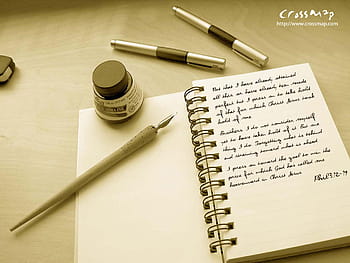 crossmap
http://www.crossmap.com
Not that I have already obtained
all this or have already been made
perfect but I press on to take hold
of that for which Christ Jesus took
hold of me
Brothers I do not consider myself
yet to have taken hold of it But one
thing I do Forgetting what is behind
and straining toward what is ahead
I press on toward the goal to win the
prize for which God has called me
heavenward in Christ Jesus
Phil 3:12-14